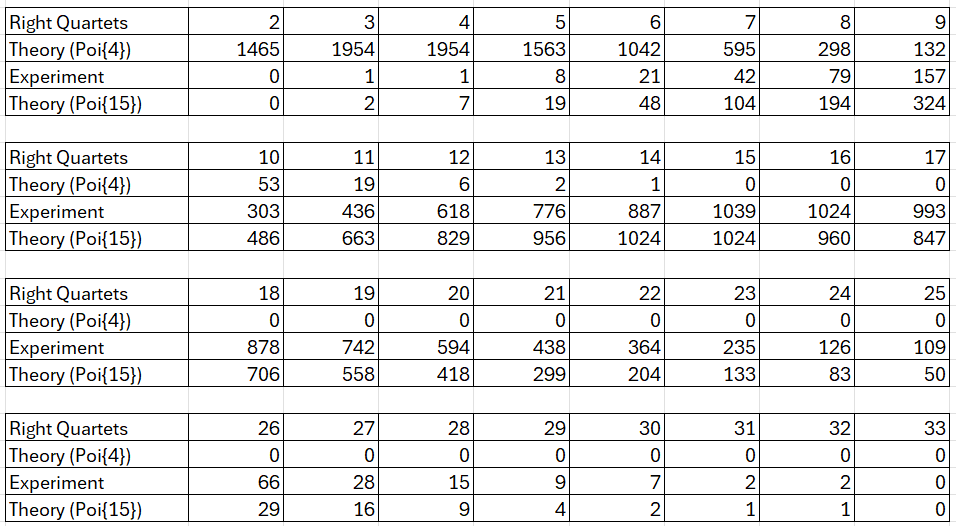 Right Quartets 2 3 4 5 6 7 8 9
Theory (Poi{4}) 1465 1954 1954 1563 1042 595 298 132
Experiment 0 1 1 8 21 42 79 157
Theory (Poi{15}) 0 2 7 19 48 104 194 324
Right Quartets 10 11 12 13 14 15 16 17
Theory (Poi{4}) 53 19 6 2 1 0 0 0
Experiment 303 436 618 776 887 1039 1024 993
Theory (Poi{15}) 486 663 829 956 1024 1024 960 847
Right Quartets 18 19 20 21 22 23 24 25
Theory (Poi{4}) 0 0 0 0 0 0 0 0
Experiment 878 742 594 438 364 235 126 109
Theory (Poi{15}) 706 558 418 299 204 133 83 50
Right Quartets 26 27 28 29 30 31 32 33
Theory (Poi{4}) 0 0 0 0 0 0 0 0
Experiment 66 28 15 9 7 2 2 0
Theory (Poi{15}) 29 16 9 4 2 1 1 0